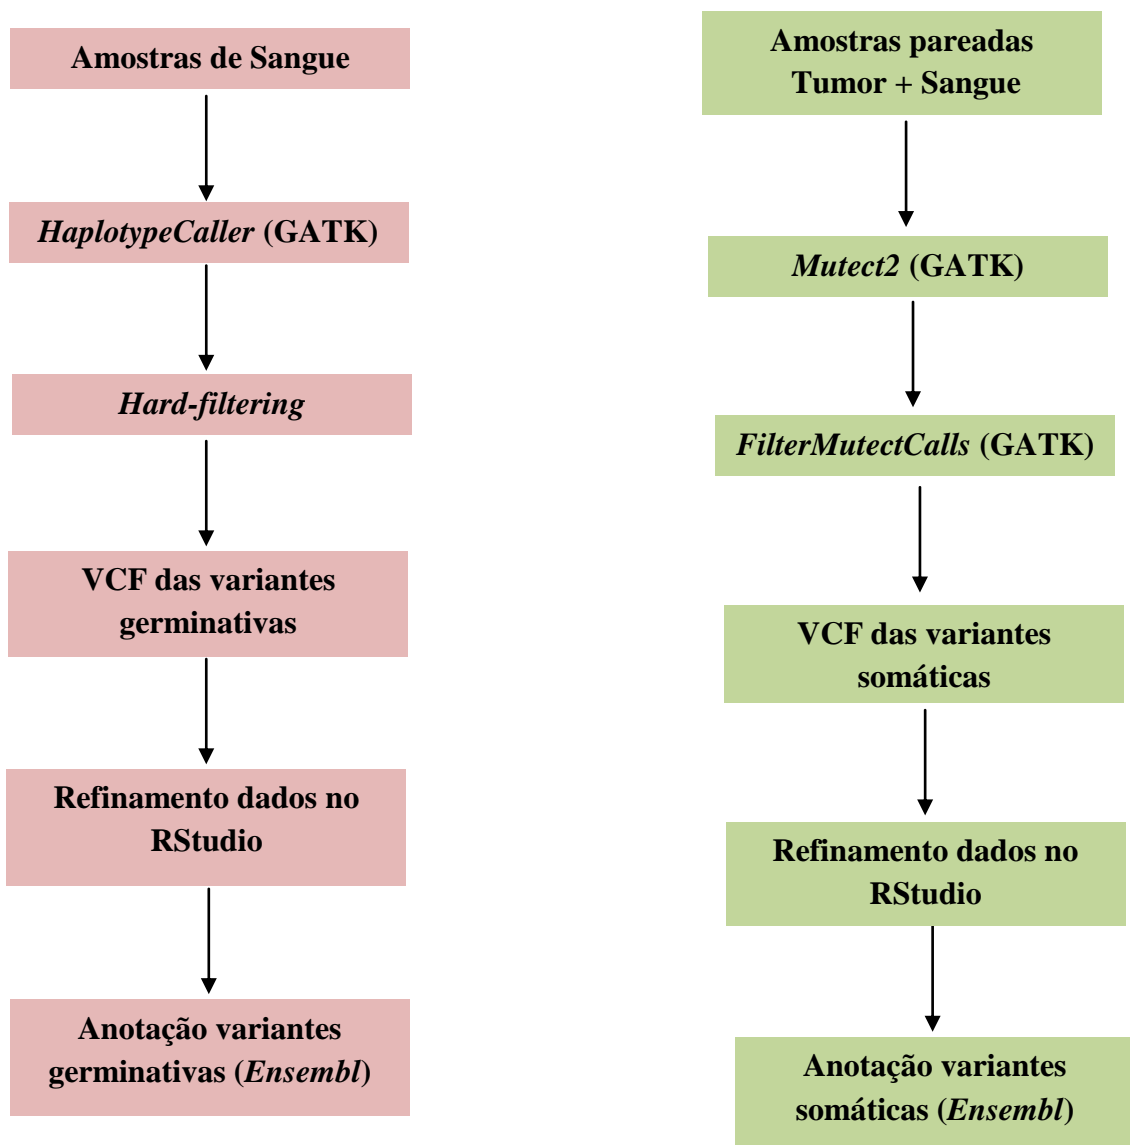 Amostras de Sangue
HaplotypeCaller (GATK)
Hard-filtering
VCF das variantes
germinativas
Refinamento dados no
RStudio
Anotação variantes
germinativas (Ensembl)
Amostras pareadas
Tumor + Sangue
Mutect2 (GATK)
FilterMutectCalls (GATK)
VCF das variantes
somáticas
Refinamento dados no
RStudio
Anotação variantes
somáticas (Ensembl)